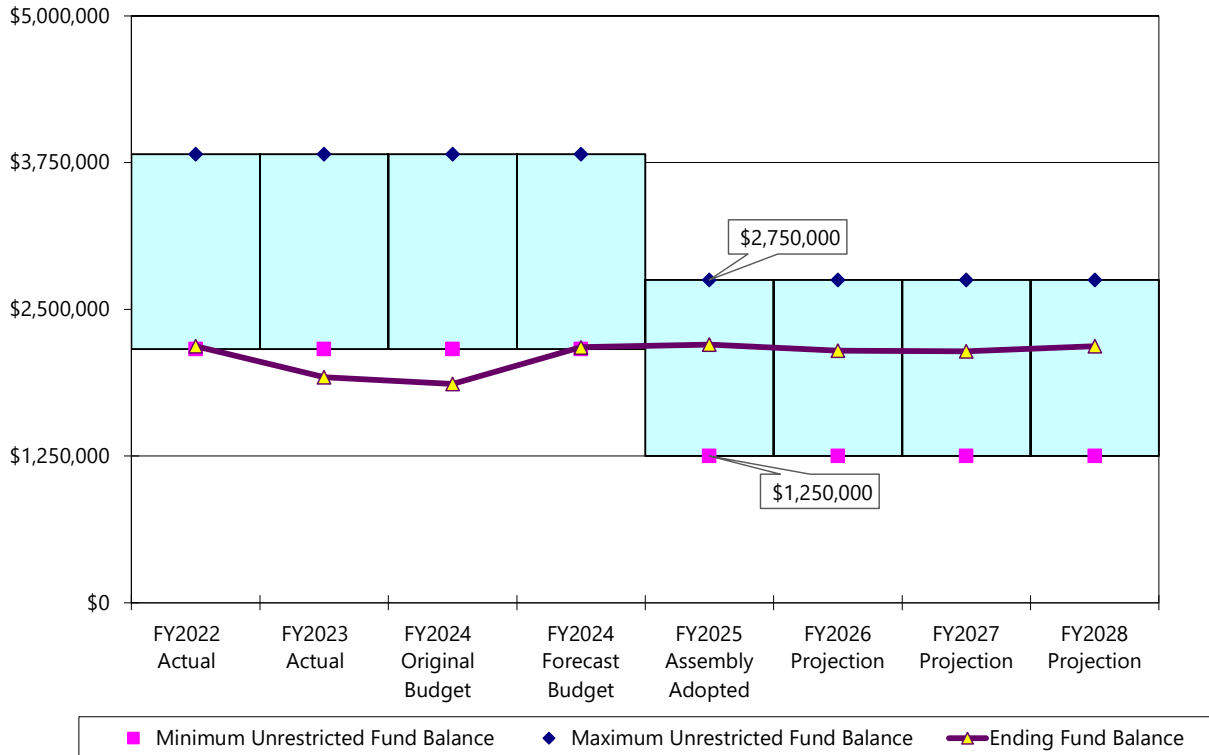 $5,000,000
$3,750,000
$2,750,000
$2,500,000
$1,250,000
$1,250,000
$0
FY2022
Actual
FY2023
Actual
FY2024
Original
Budget
FY2024
Forecast
Budget
FY2025
Assembly
Adopted
FY2026
Projection
FY2027
Projection
FY2028
Projection
Minimum Unrestricted Fund Balance Maximum Unrestricted Fund Balance Ending Fund Balance